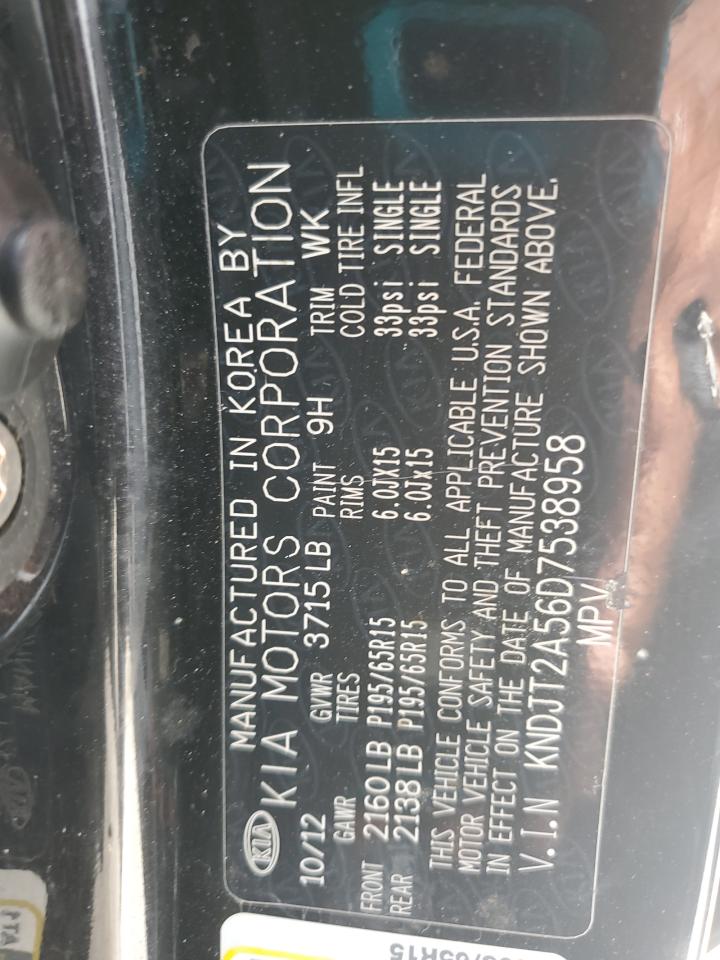 MANUFACTURED IN KOREA BY
KIA KIA MOTORS CORPORATION
10/12 GVWR 3715 LB PAINT 9H TRIM WK
GAWR TIRES RIMS COLD TIRE INFL
FRONT 2160 LB P195/65R15 6.0Jx15 33psi SINGLE
REAR 2138 LB P195/65R15 6.0Jx15 33psi SINGLE
THIS VEHICLE CONFORMS TO ALL APPLICABLE U.S.A. FEDERAL
MOTOR VEHICLE SAFETY AND THEFT PREVENTION STANDARDS
IN EFFECT ON THE DATE OF MANUFACTURE SHOWN ABOVE.
V.I.N KNDJT2A56D7538958
MPV